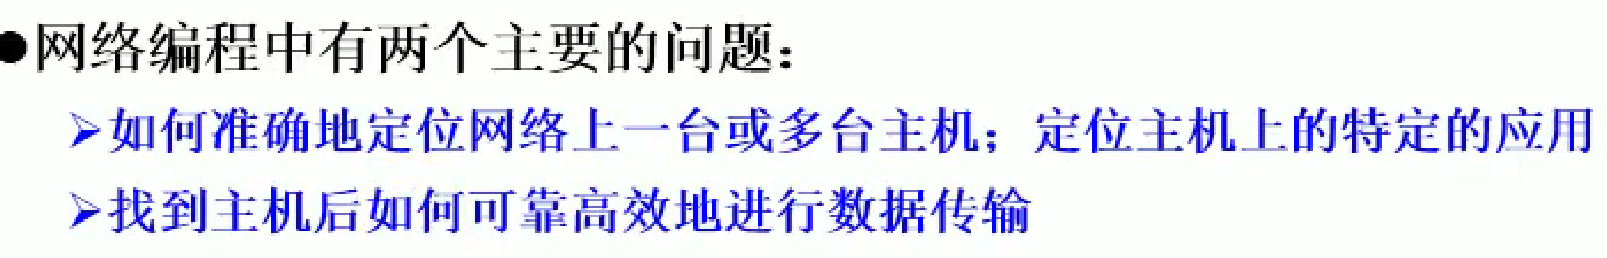 ●网络编程中有两个主要的问题：
➢如何准确地定位网络上一台或多台主机；定位主机上的特定的应用
➢找到主机后如何可靠高效地进行数据传输